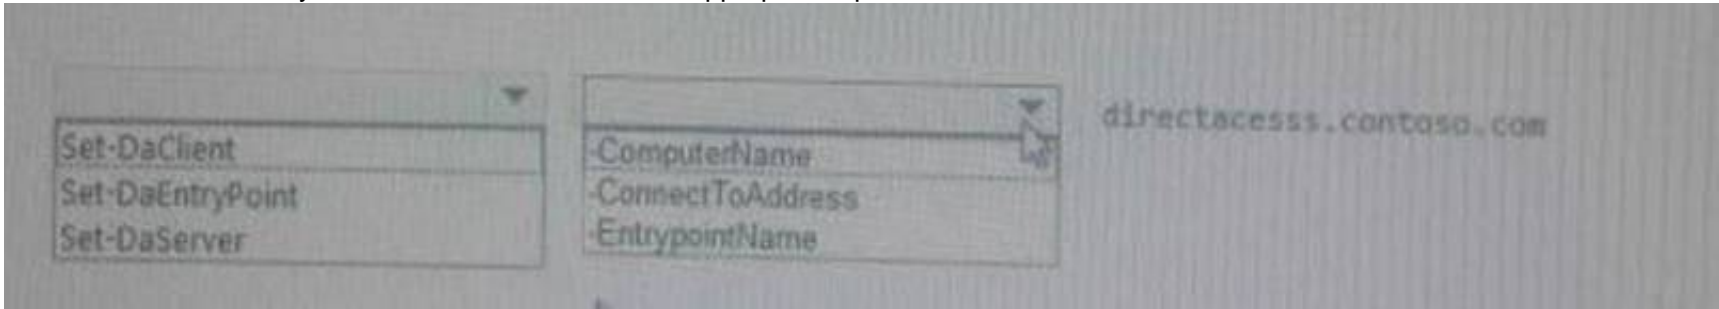 Set-DaClient
Set-DaEntryPoint
Set-DaServer
-ComputerName
-ConnectToAddress
-EntrypointName
directacesss.contoso.com